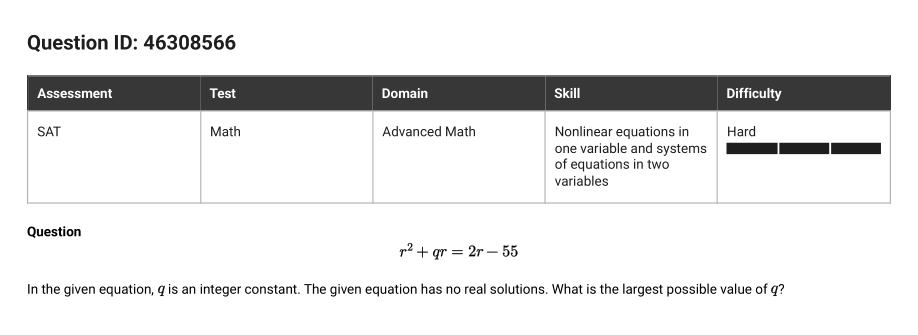 Question ID: 46308566
Assessment Test Domain Skill Difficulty
SAT Math Advanced Math Nonlinear equations in one variable and systems of equations in two variables Hard
Question
r² + qr = 2r − 55
In the given equation, q is an integer constant. The given equation has no real solutions. What is the largest possible value of q?